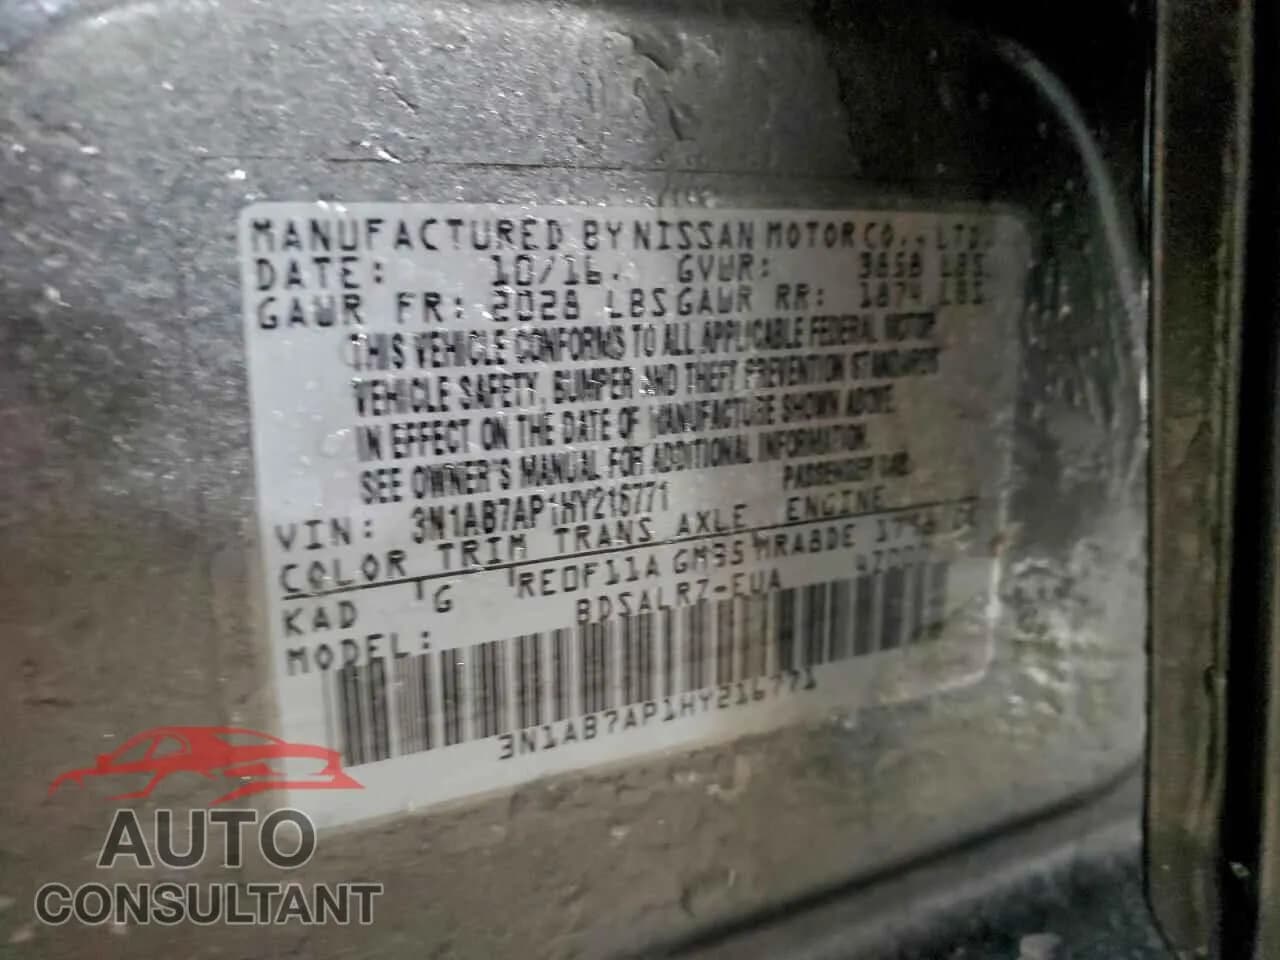 MANUFACTURED BY NISSAN MOTOR CO., LTD.
DATE: 10/16. GVWR: 3858 LBS
GAWR FR: 2028 LBS GAWR RR: 1874 LBS
THIS VEHICLE CONFORMS TO ALL APPLICABLE FEDERAL MOTOR
VEHICLE SAFETY, BUMPER AND THEFT PREVENTION STANDARDS
IN EFFECT ON THE DATE OF MANUFACTURE SHOWN ABOVE.
SEE OWNER'S MANUAL FOR ADDITIONAL INFORMATION.
VIN: 3N1AB7AP1HY216771 PASSENGER CAR
COLOR TRIM TRANS AXLE ENGINE
KAD G RE0F11A GM35 MRA8DE
MODEL: BDSALR7-EUA
3N1AB7AP1HY216771
AUTO
CONSULTANT